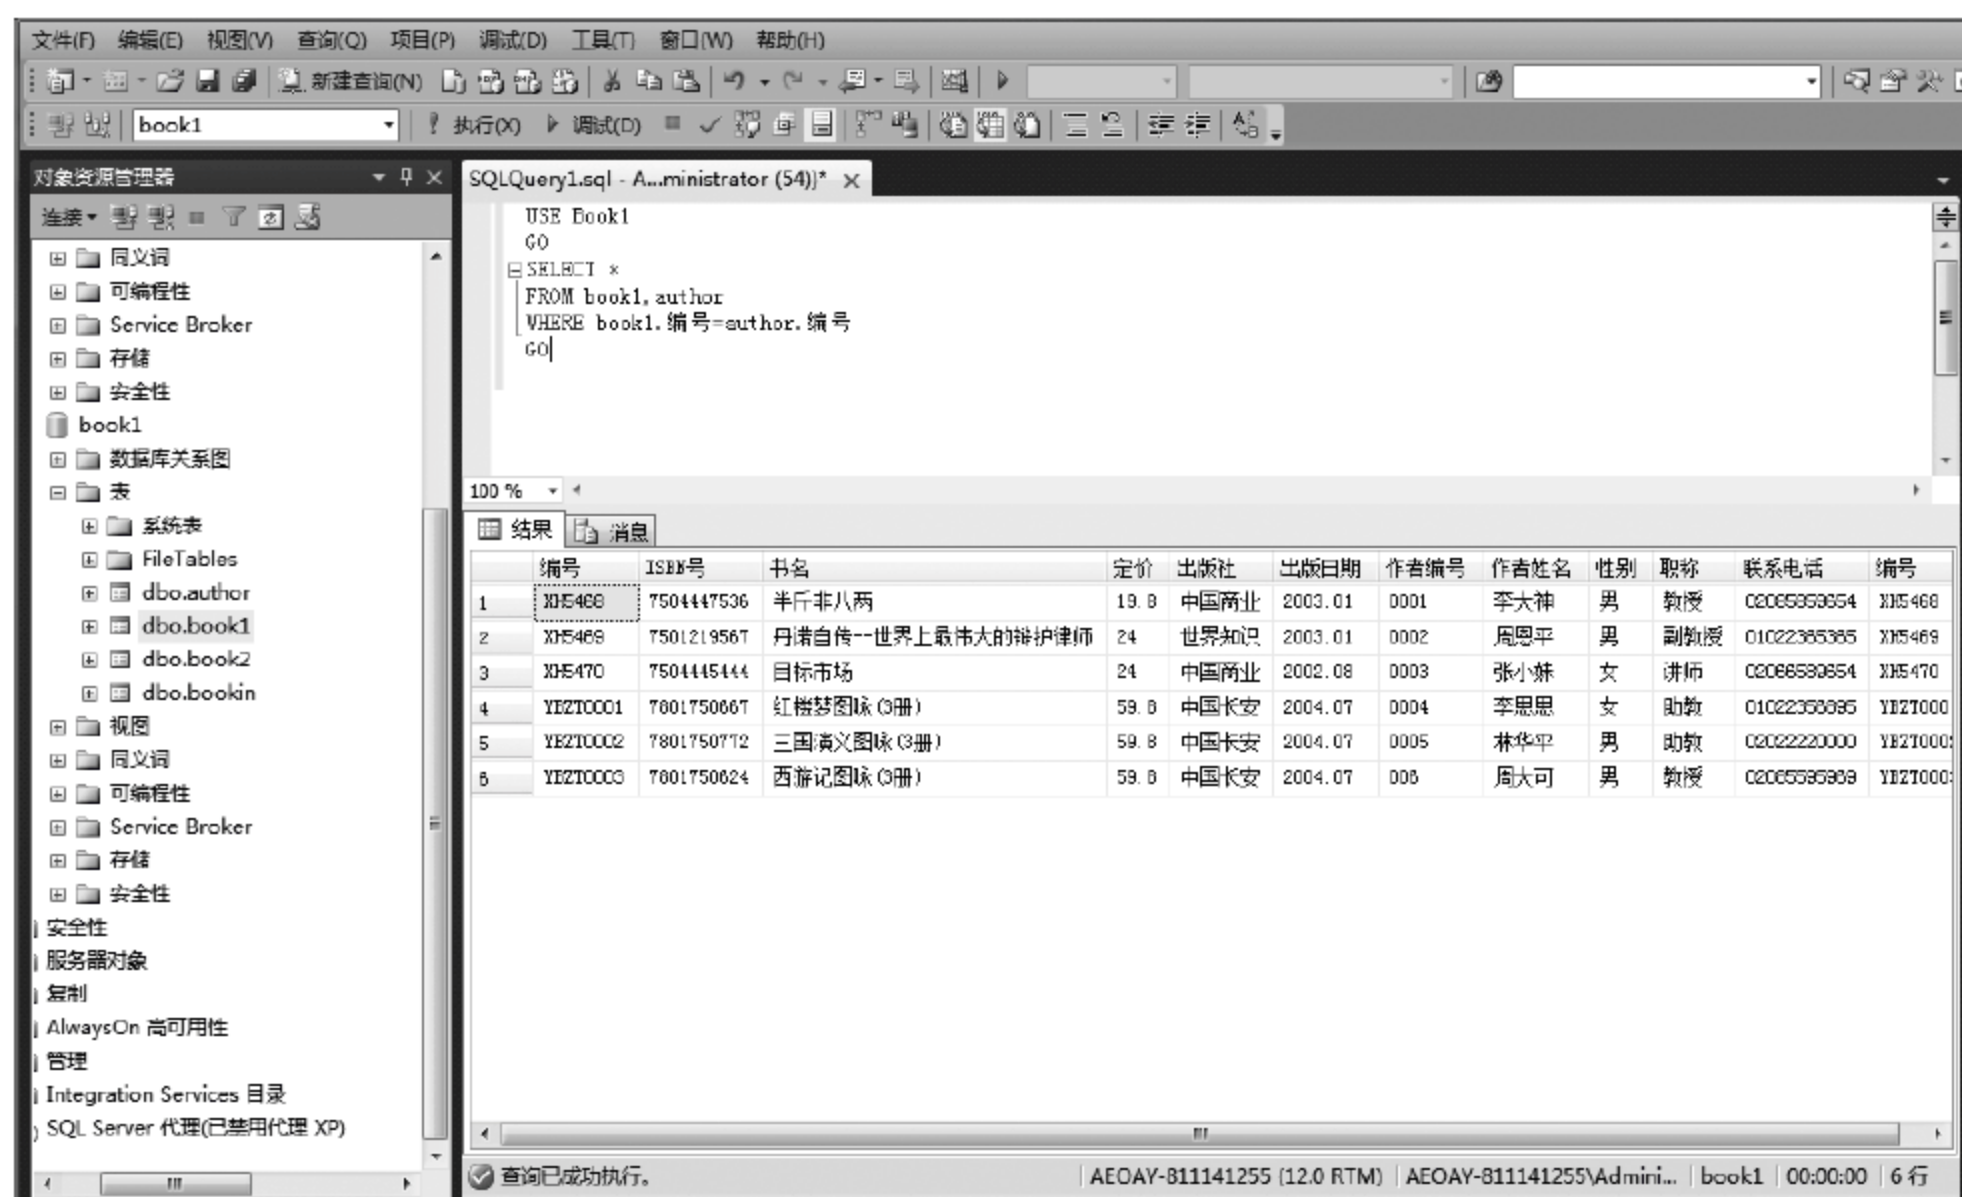 文件(F) 编辑(E) 视图(V) 查询(Q) 项目(P) 调试(D) 工具(T) 窗口(W) 帮助(H)
新建查询(N)
book1 执行(X) 调试(D)
对象资源管理器
连接
同义词
可编程性
Service Broker
存储
安全性
book1
数据库关系图
表
系统表
FileTables
dbo.author
dbo.book1
dbo.book2
dbo.bookin
视图
同义词
可编程性
Service Broker
存储
安全性
安全性
服务器对象
复制
AlwaysOn 高可用性
管理
Integration Services 目录
SQL Server 代理(已禁用代理 XP)
SQLQuery1.sql - A...ministrator (54))*
USE Book1
GO
SELECT *
FROM book1,author
WHERE book1.编号=author.编号
GO
100 %
结果 消息
编号 ISBN号 书名 定价 出版社 出版日期 作者编号 作者姓名 性别 职称 联系电话 编号
1 XH5468 7504447536 半斤非八两 19.8 中国商业 2003.01 0001 李大神 男 教授 XH5468
2 XH5469 7501219567 丹诺自传--世界上最伟大的辩护律师 24 世界知识 2003.01 0002 周恩平 男 副教授 01022365365 XH5469
3 XH5470 7504445444 目标市场 24 中国商业 2002.08 0003 张小妹 女 讲师 XH5470
4 YBZT0001 7801750667 红楼梦图咏(3册) 59.8 中国长安 2004.07 0004 李思思 女 助教 YBZT000
5 YBZT0002 7801750772 三国演义图咏(3册) 59.8 中国长安 2004.07 0005 林华平 男 助教 02022220000 YBZT000
6 YBZT0003 7801750624 西游记图咏(3册) 59.8 中国长安 2004.07 006 周大可 男 教授 YBZT000
查询已成功执行。 AEOAY-811141255 (12.0 RTM) AEOAY-811141255\Admini... book1 00:00:00 6 行